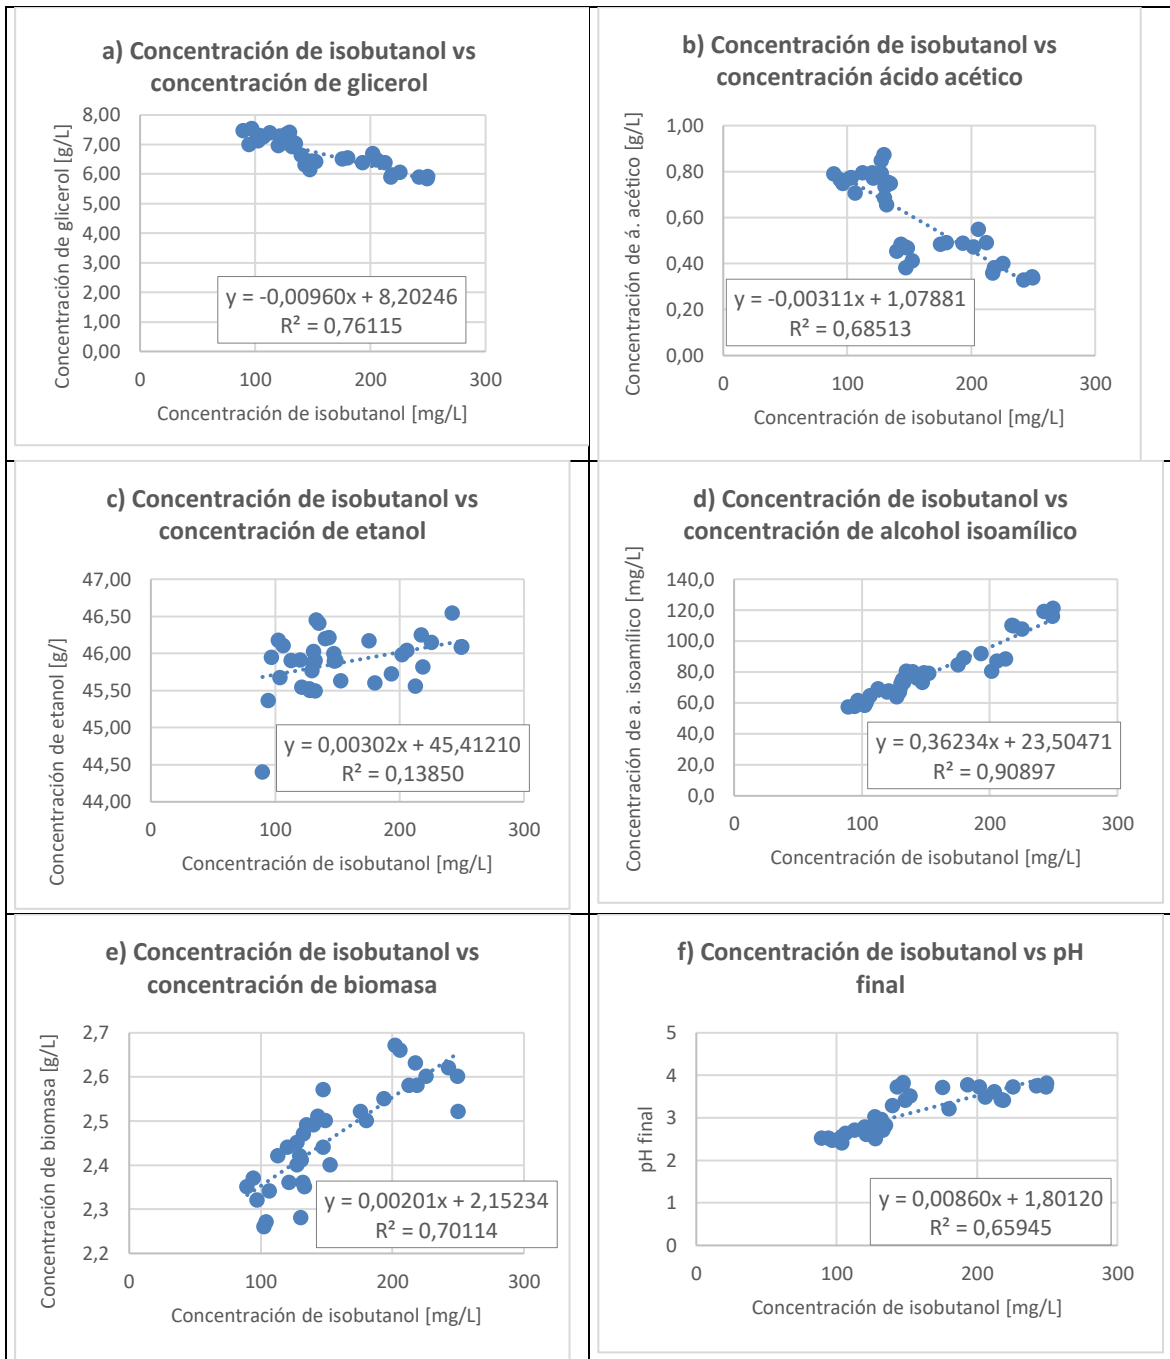 a) Concentración de isobutanol vs
concentración de glicerol
Concentración de glicerol [g/L]
8,00
7,00
6,00
5,00
4,00
3,00
2,00
1,00
0,00
y = -0,00960x + 8,20246
R² = 0,76115
0
100
200
300
Concentración de isobutanol [mg/L]
b) Concentración de isobutanol vs
concentración ácido acético
Concentración de á. acético [g/L]
1,00
0,80
0,60
0,40
0,20
0,00
y = -0,00311x + 1,07881
R² = 0,68513
0
100
200
300
Concentración de isobutanol [mg/L]
c) Concentración de isobutanol vs
concentración de etanol
Concentración de etanol [g/]
47,00
46,50
46,00
45,50
45,00
44,50
44,00
y = 0,00302x + 45,41210
R² = 0,13850
0
100
200
300
Concentración de isobutanol [mg/L]
d) Concentración de isobutanol vs
concentración de alcohol isoamílico
Concentración de a. isoamílico [mg/L]
140,0
120,0
100,0
80,0
60,0
40,0
20,0
0,0
y = 0,36234x + 23,50471
R² = 0,90897
0
100
200
300
Concentración de isobutanol [mg/L]
e) Concentración de isobutanol vs
concentración de biomasa
Concentración de biomasa [g/L]
2,7
2,6
2,5
2,4
2,3
2,2
y = 0,00201x + 2,15234
R² = 0,70114
0
100
200
300
Concentración de isobutanol [mg/L]
f) Concentración de isobutanol vs pH
final
pH final
5
4
3
2
1
0
y = 0,00860x + 1,80120
R² = 0,65945
0
100
200
300
Concentración de isobutanol [mg/L]